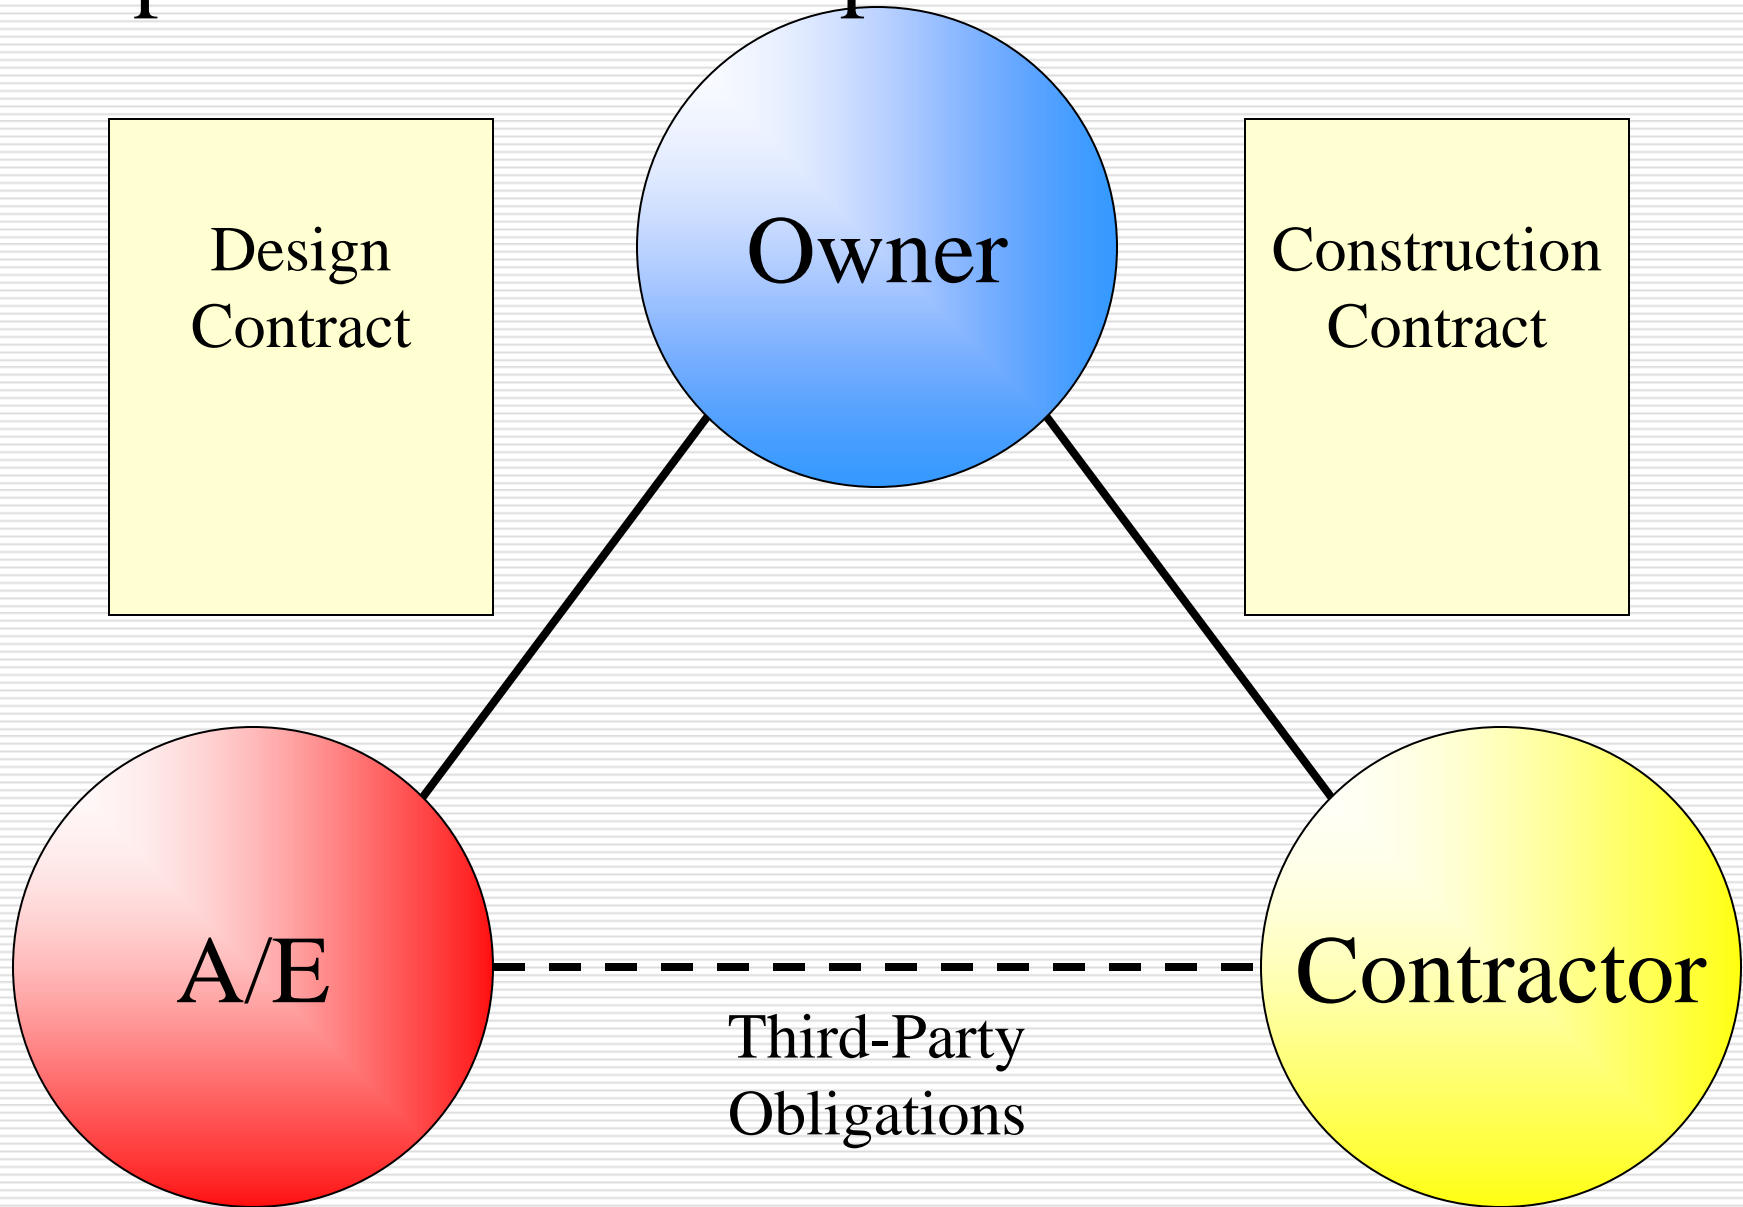 Design
Contract
Owner
Construction
Contract
A/E
Contractor
Third-Party
Obligations